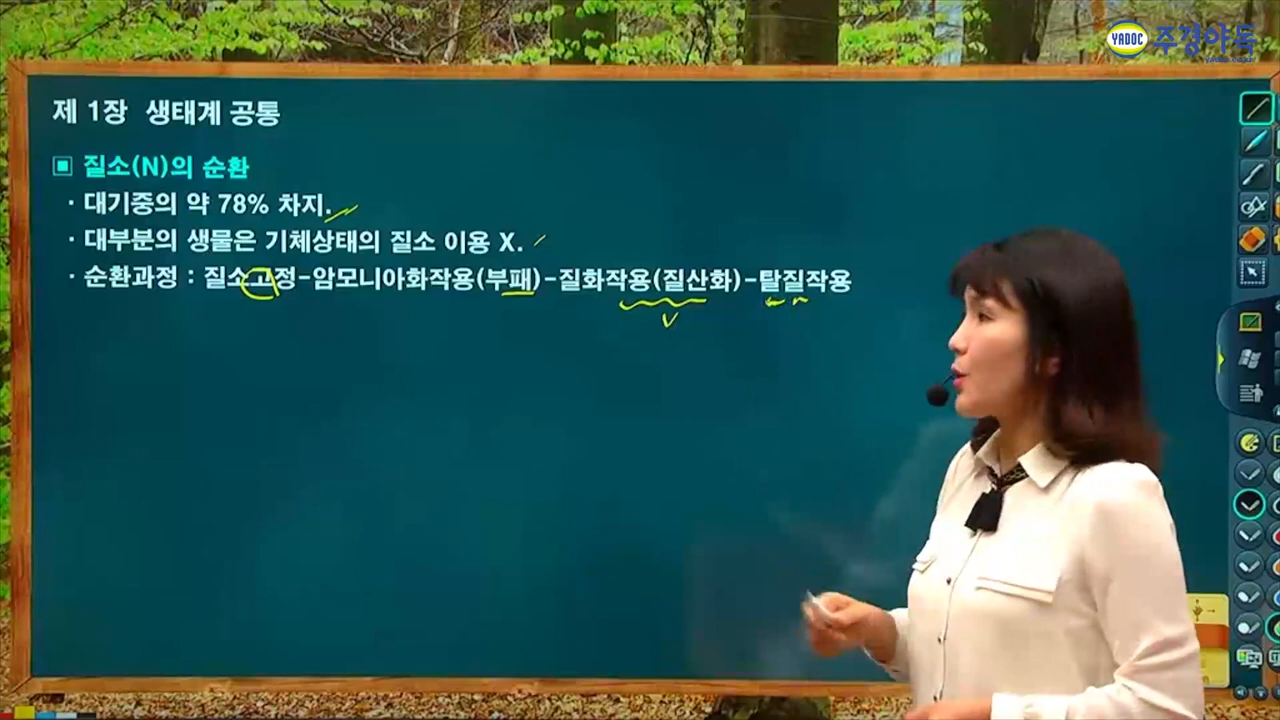 YADOC 주경야독
제 1장 생태계 공통
▣ 질소(N)의 순환
· 대기중의 약 78% 차지.
· 대부분의 생물은 기체상태의 질소 이용 X.
· 순환과정 : 질소고정-암모니아화작용(부패)-질화작용(질산화)-탈질작용